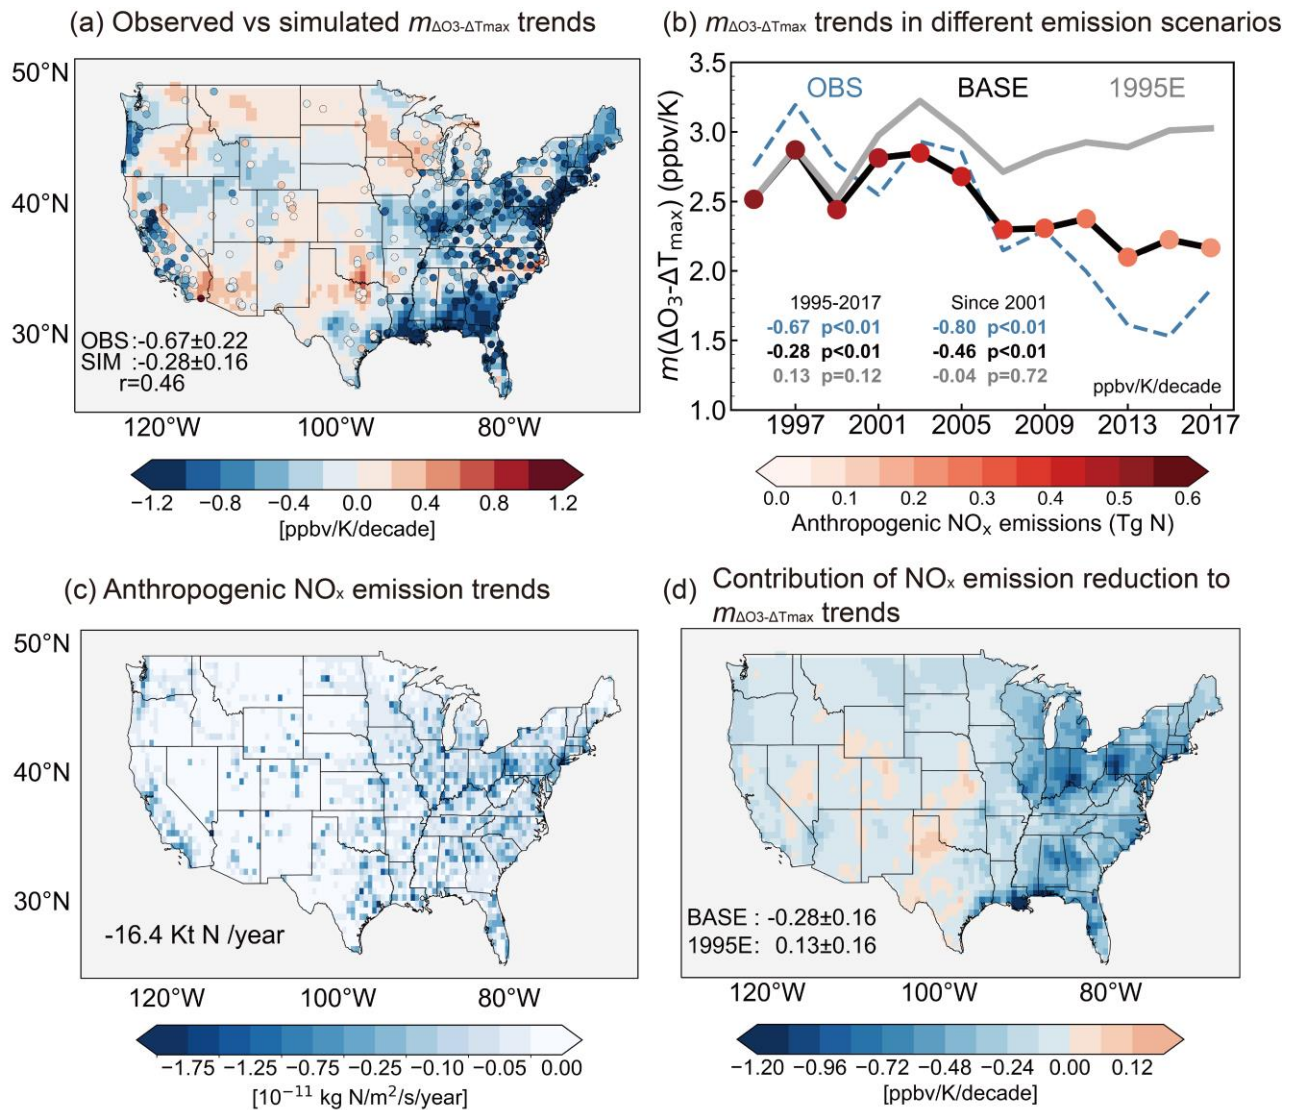 (a) Observed vs simulated mΔO3-ΔTmax trends
50°N
40°N
30°N
OBS:-0.67±0.22
SIM :-0.28±0.16
r=0.46
120°W 100°W 80°W
−1.2 −0.8 −0.4 0.0 0.4 0.8 1.2
[ppbv/K/decade]
(b) mΔO3-ΔTmax trends in different emission scenarios
m(ΔO₃-ΔTmax) (ppbv/K)
3.5
3.0
2.5
2.0
1.5
1.0
OBS BASE 1995E
1995-2017 Since 2001
-0.67 p<0.01 -0.80 p<0.01
-0.28 p<0.01 -0.46 p<0.01
0.13 p=0.12 -0.04 p=0.72
ppbv/K/decade
1997 2001 2005 2009 2013 2017
0.0 0.1 0.2 0.3 0.4 0.5 0.6
Anthropogenic NOₓ emissions (Tg N)
(c) Anthropogenic NOₓ emission trends
50°N
40°N
30°N
-16.4 Kt N /year
120°W 100°W 80°W
−1.75 −1.25 −0.75 −0.25 −0.10 −0.05 0.00
[10⁻¹¹ kg N/m²/s/year]
(d) Contribution of NOₓ emission reduction to
mΔO3-ΔTmax trends
BASE : -0.28±0.16
1995E: 0.13±0.16
120°W 100°W 80°W
−1.20 −0.96 −0.72 −0.48 −0.24 0.00 0.12
[ppbv/K/decade]